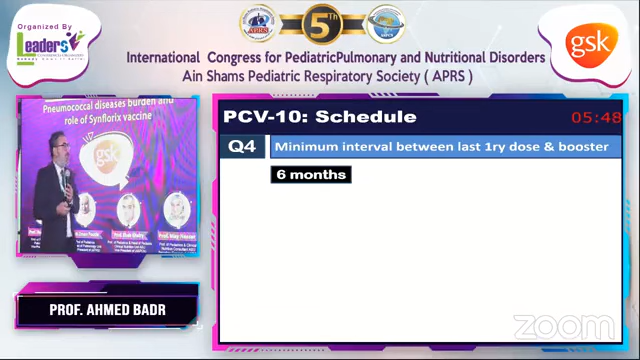 Organized By
Leaders
5Th
APRS
gsk
International Congress for PediatricPulmonary and Nutritional Disorders
Ain Shams Pediatric Respiratory Society ( APRS )
Pneumococcal diseases burden and
role of Synflorix vaccine
gsk
PROF. AHMED BADR
PCV-10: Schedule
05:48
Q4
Minimum interval between last 1ry dose & booster
6 months
zoom